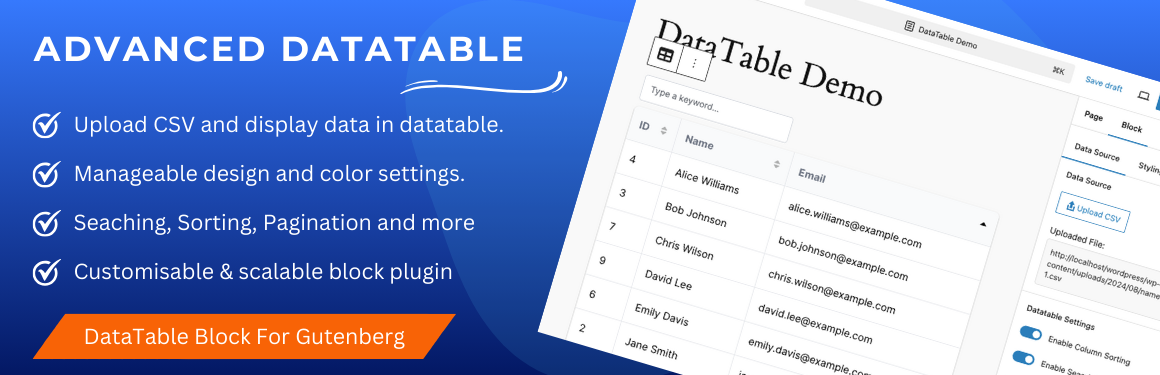 ADVANCED DATATABLE
Upload CSV and display data in datatable.
Manageable design and color settings.
Seaching, Sorting, Pagination and more
Customisable & scalable block plugin
DataTable Block For Gutenberg
DataTable Demo
⌘K
Save draft
DataTable Demo
Type a keyword...
ID Name Email
4 Alice Williams alice.williams@example.com
3 Bob Johnson bob.johnson@example.com
7 Chris Wilson chris.wilson@example.com
9 David Lee david.lee@example.com
6 Emily Davis emily.davis@example.com
2 Jane Smith
Page Block
Data Source Styling
Data Source
Upload CSV
Uploaded File:
http://localhost/wordpress/wp-
content/uploads/2024/08/name
1.csv
Datatable Settings
Enable Column Sorting
Enable